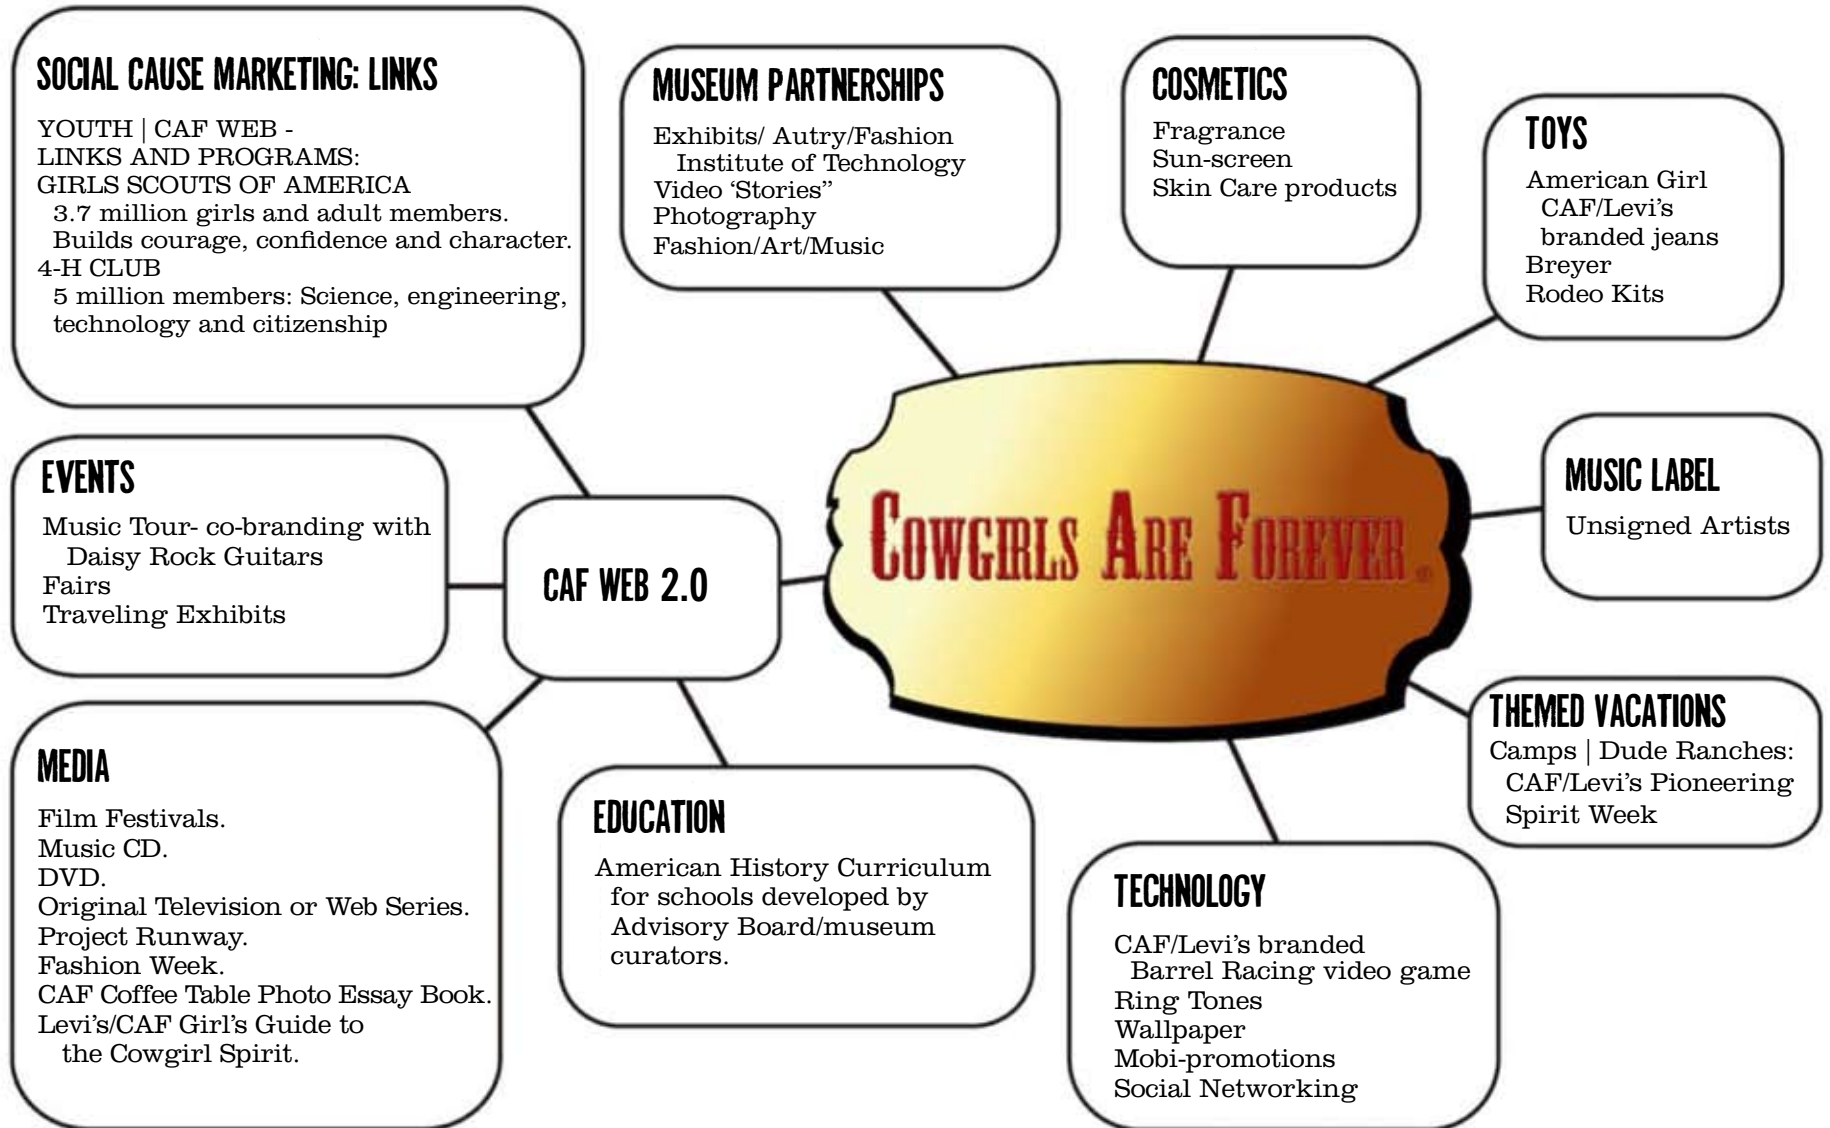 SOCIAL CAUSE MARKETING: LINKS
YOUTH | CAF WEB -
LINKS AND PROGRAMS:
GIRLS SCOUTS OF AMERICA
3.7 million girls and adult members.
Builds courage, confidence and character.
4-H CLUB
5 million members: Science, engineering,
technology and citizenship
MUSEUM PARTNERSHIPS
Exhibits/ Autry/Fashion
Institute of Technology
Video ‘Stories”
Photography
Fashion/Art/Music
COSMETICS
Fragrance
Sun-screen
Skin Care products
TOYS
American Girl
CAF/Levi’s
branded jeans
Breyer
Rodeo Kits
EVENTS
Music Tour- co-branding with
Daisy Rock Guitars
Fairs
Traveling Exhibits
CAF WEB 2.0
COWGIRLS ARE FOREVER®
MUSIC LABEL
Unsigned Artists
THEMED VACATIONS
Camps | Dude Ranches:
CAF/Levi’s Pioneering
Spirit Week
MEDIA
Film Festivals.
Music CD.
DVD.
Original Television or Web Series.
Project Runway.
Fashion Week.
CAF Coffee Table Photo Essay Book.
Levi’s/CAF Girl’s Guide to
the Cowgirl Spirit.
EDUCATION
American History Curriculum
for schools developed by
Advisory Board/museum
curators.
TECHNOLOGY
CAF/Levi’s branded
Barrel Racing video game
Ring Tones
Wallpaper
Mobi-promotions
Social Networking